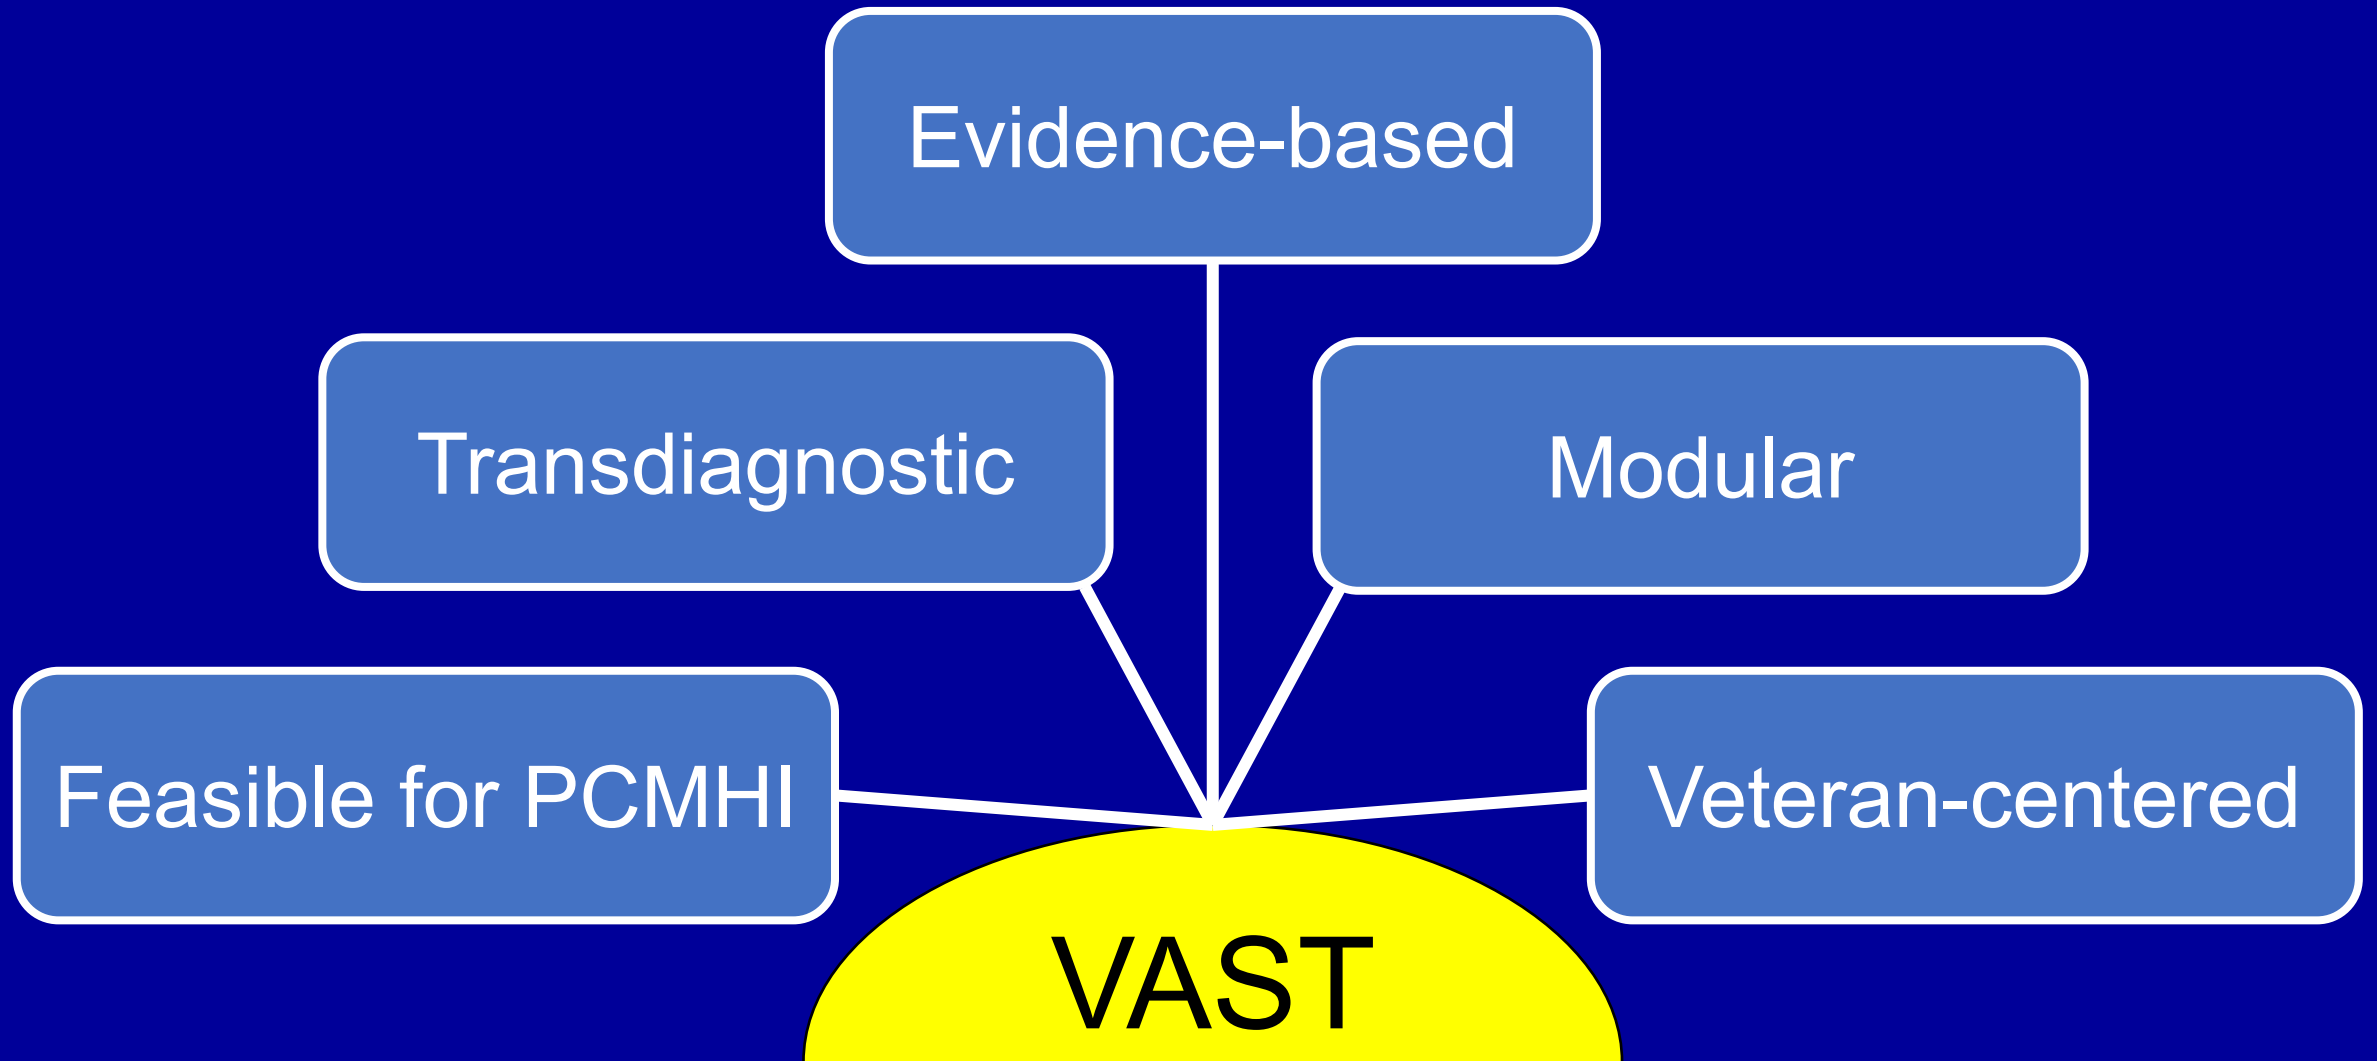 Evidence-based
Transdiagnostic
Modular
Feasible for PCMHI
Veteran-centered
VAST